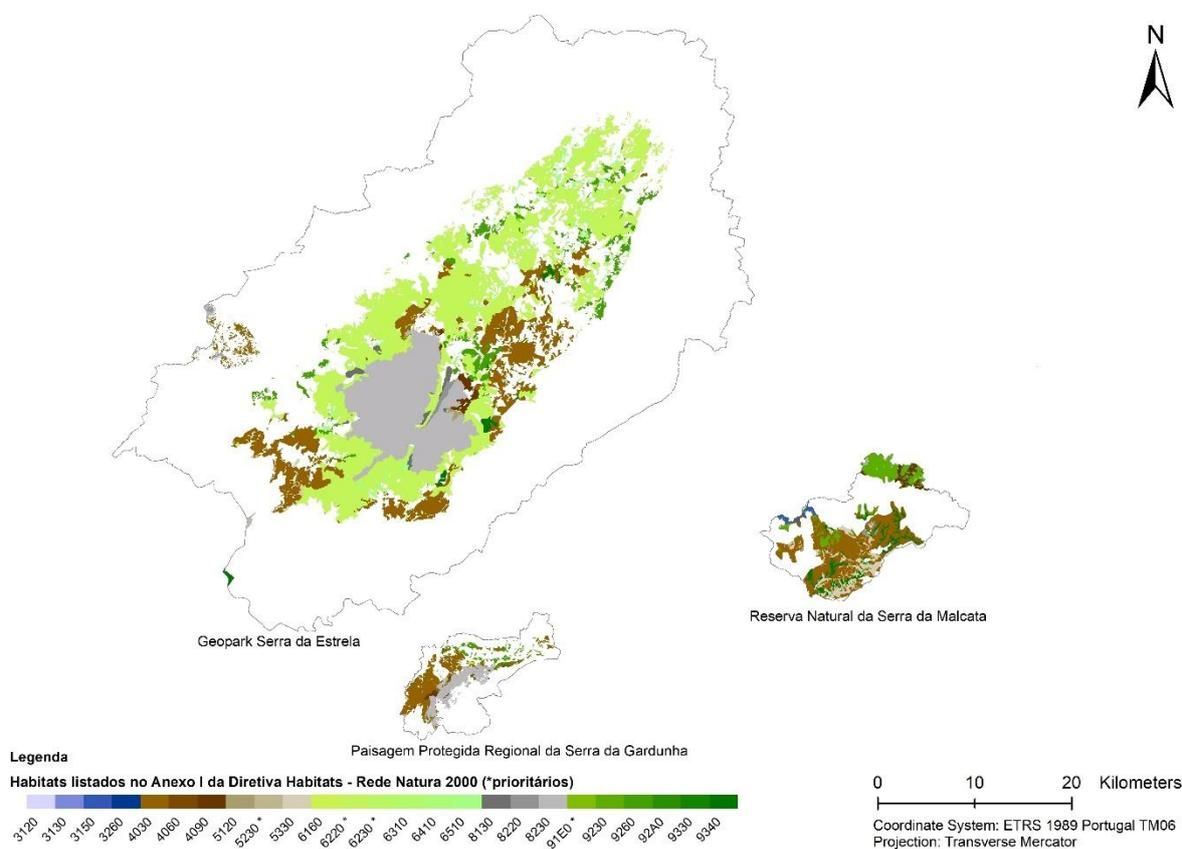 N
Geopark Serra da Estrela
Reserva Natural da Serra da Malcata
Paisagem Protegida Regional da Serra da Gardunha
Legenda
Habitats listados no Anexo I da Diretiva Habitats - Rede Natura 2000 (*prioritários)
3120 3130 3150 3260 4030 4060 4090 5120 5230 * 5330 6160 6220 * 6230 * 6310 6410 6510 8130 8220 8230 9150 * 9230 9260 9240 9330 9340
0 10 20 Kilometers
Coordinate System: ETRS 1989 Portugal TM06
Projection: Transverse Mercator